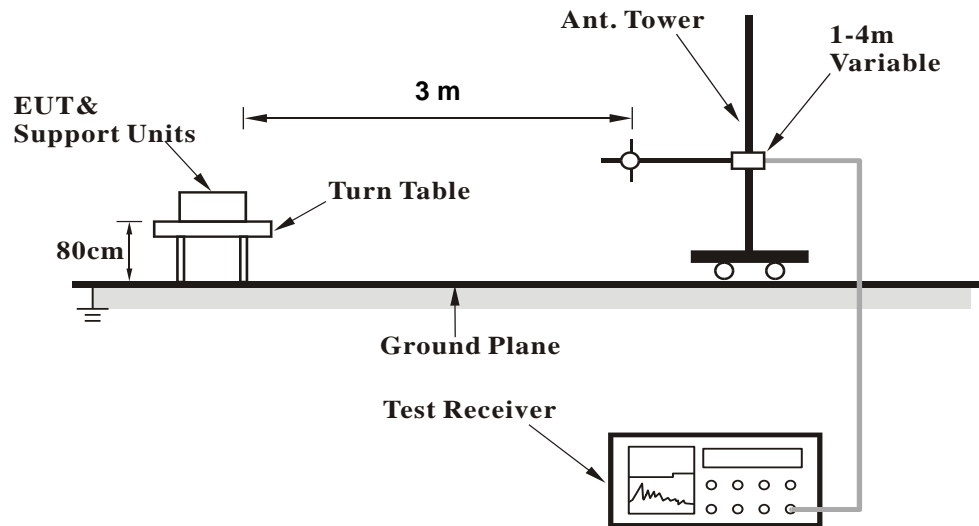 Ant. Tower
1-4m
Variable
3 m
EUT&
Support Units
Turn Table
80cm
Ground Plane
Test Receiver